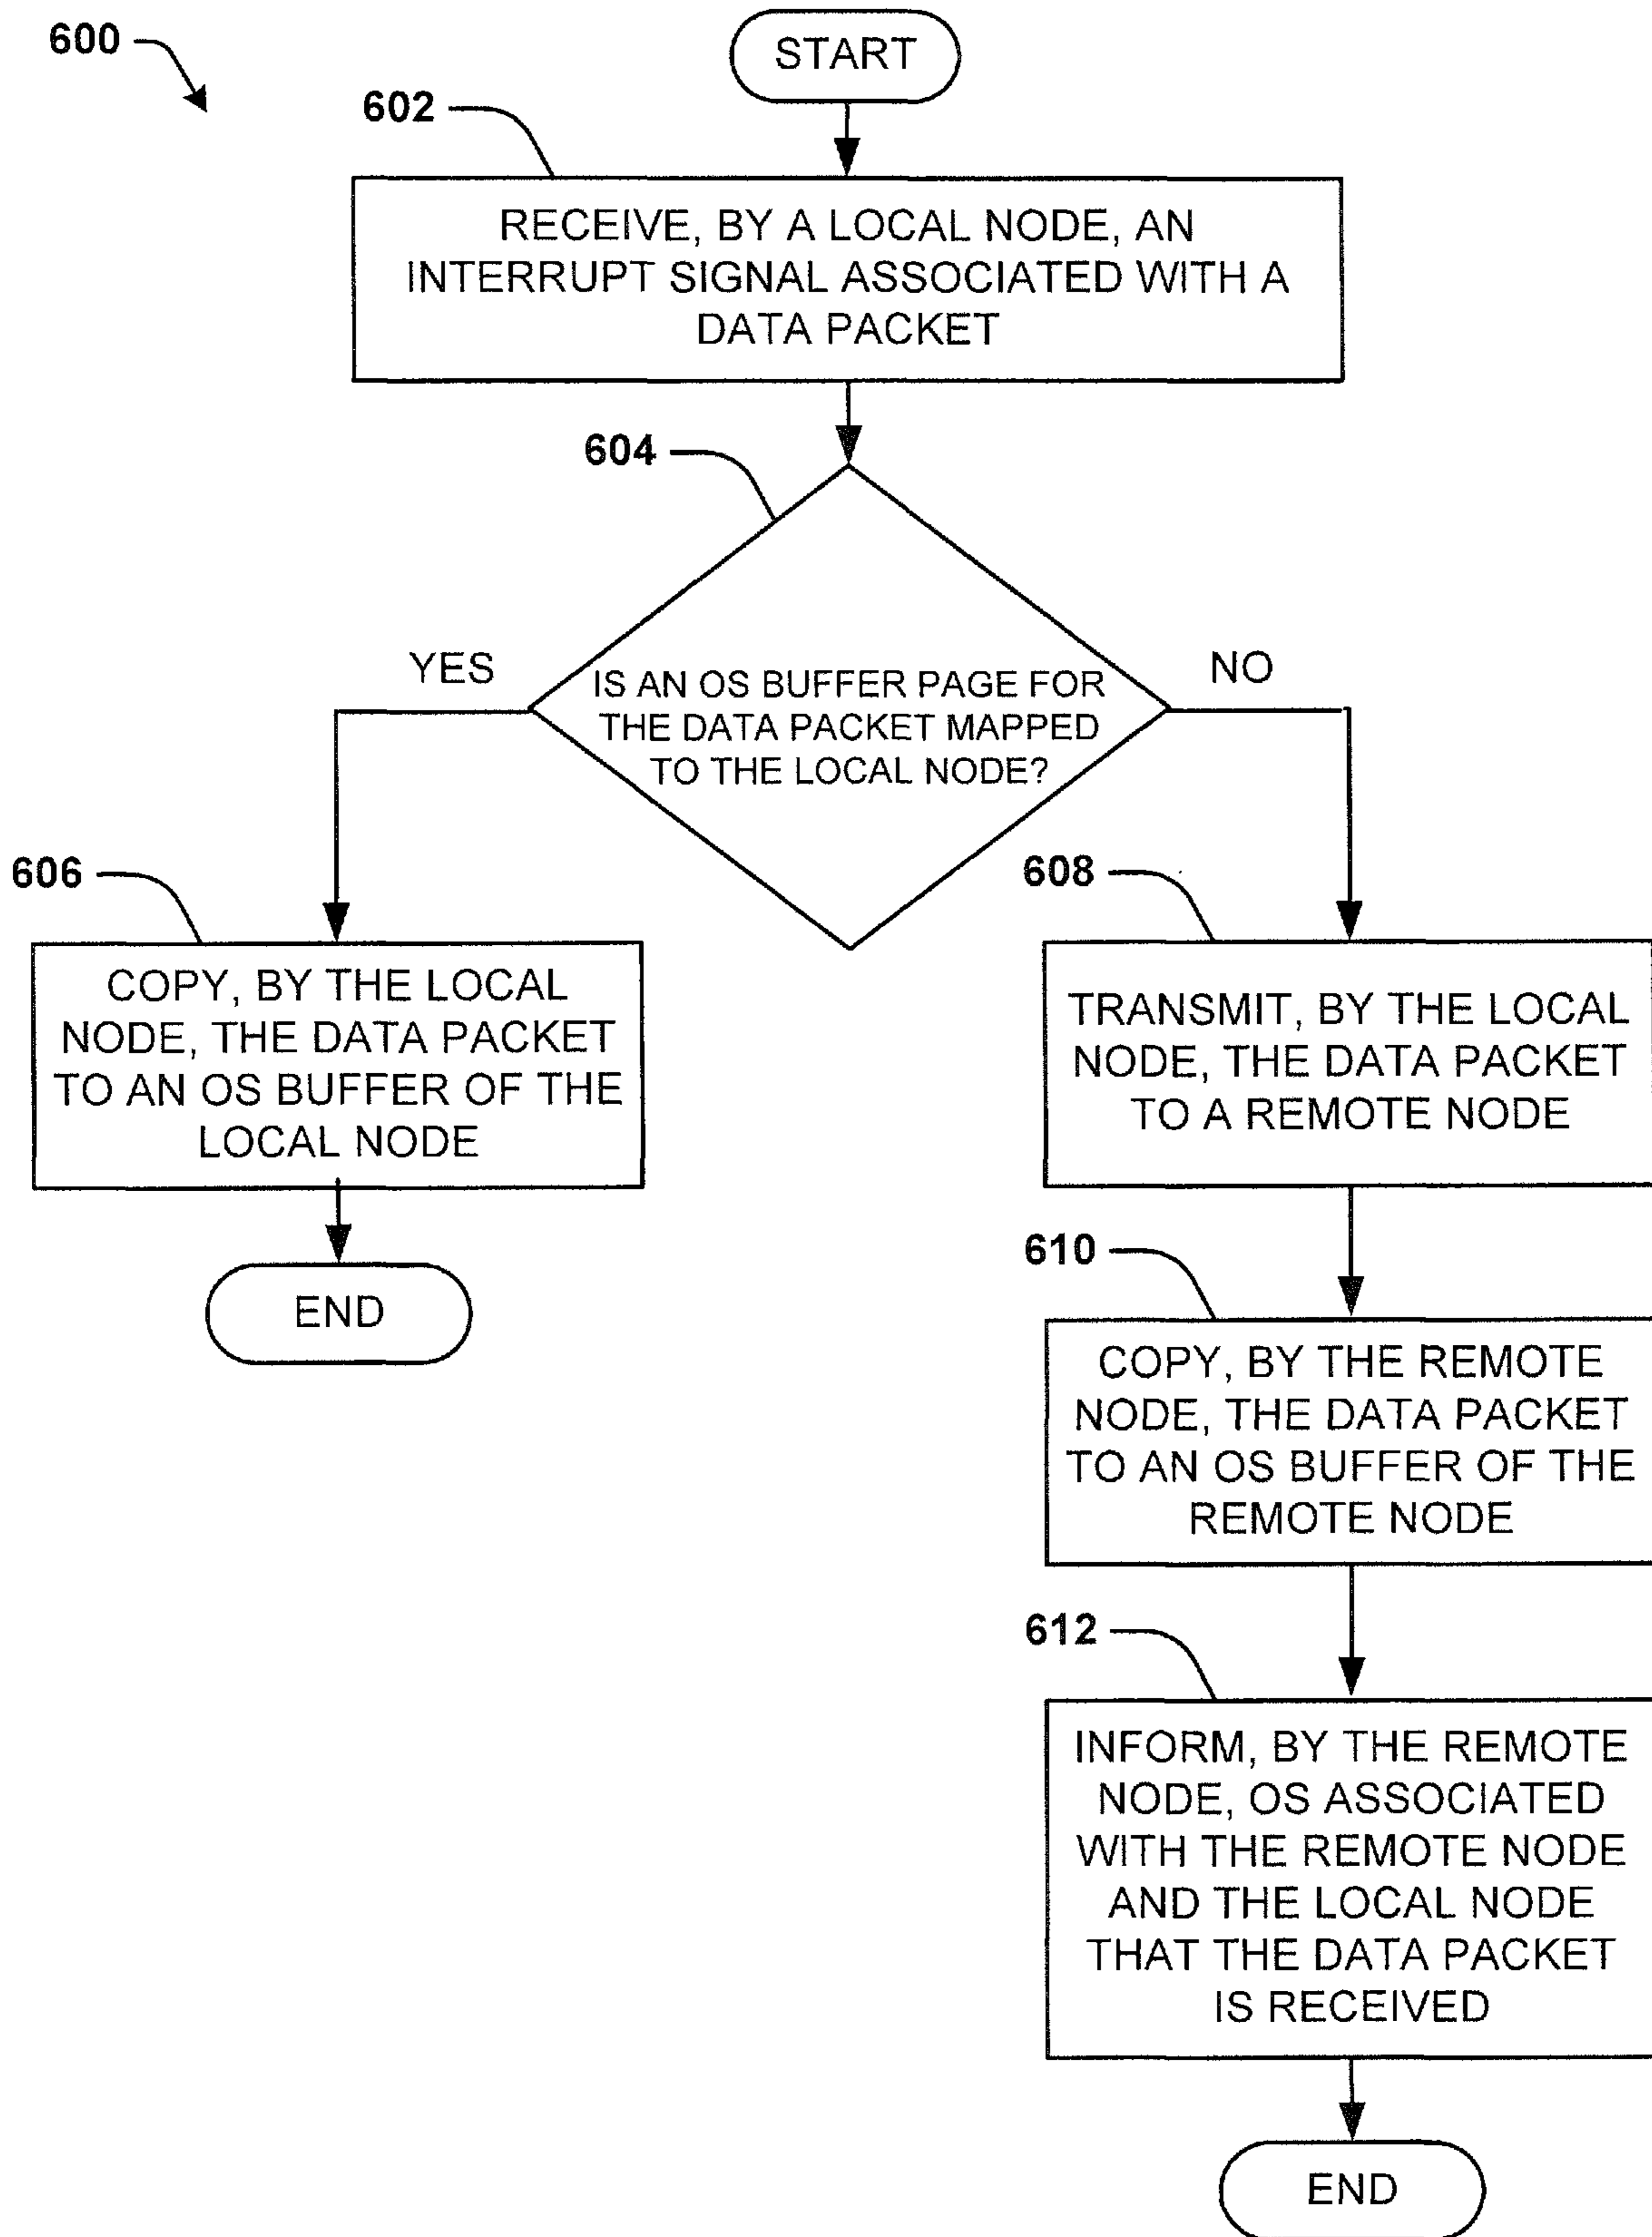 600
START
602
RECEIVE, BY A LOCAL NODE, AN
INTERRUPT SIGNAL ASSOCIATED WITH A
DATA PACKET
604
YES
NO
IS AN OS BUFFER PAGE FOR
THE DATA PACKET MAPPED
TO THE LOCAL NODE?
606
COPY, BY THE LOCAL
NODE, THE DATA PACKET
TO AN OS BUFFER OF THE
LOCAL NODE
END
608
TRANSMIT, BY THE LOCAL
NODE, THE DATA PACKET
TO A REMOTE NODE
610
COPY, BY THE REMOTE
NODE, THE DATA PACKET
TO AN OS BUFFER OF THE
REMOTE NODE
612
INFORM, BY THE REMOTE
NODE, OS ASSOCIATED
WITH THE REMOTE NODE
AND THE LOCAL NODE
THAT THE DATA PACKET
IS RECEIVED
END